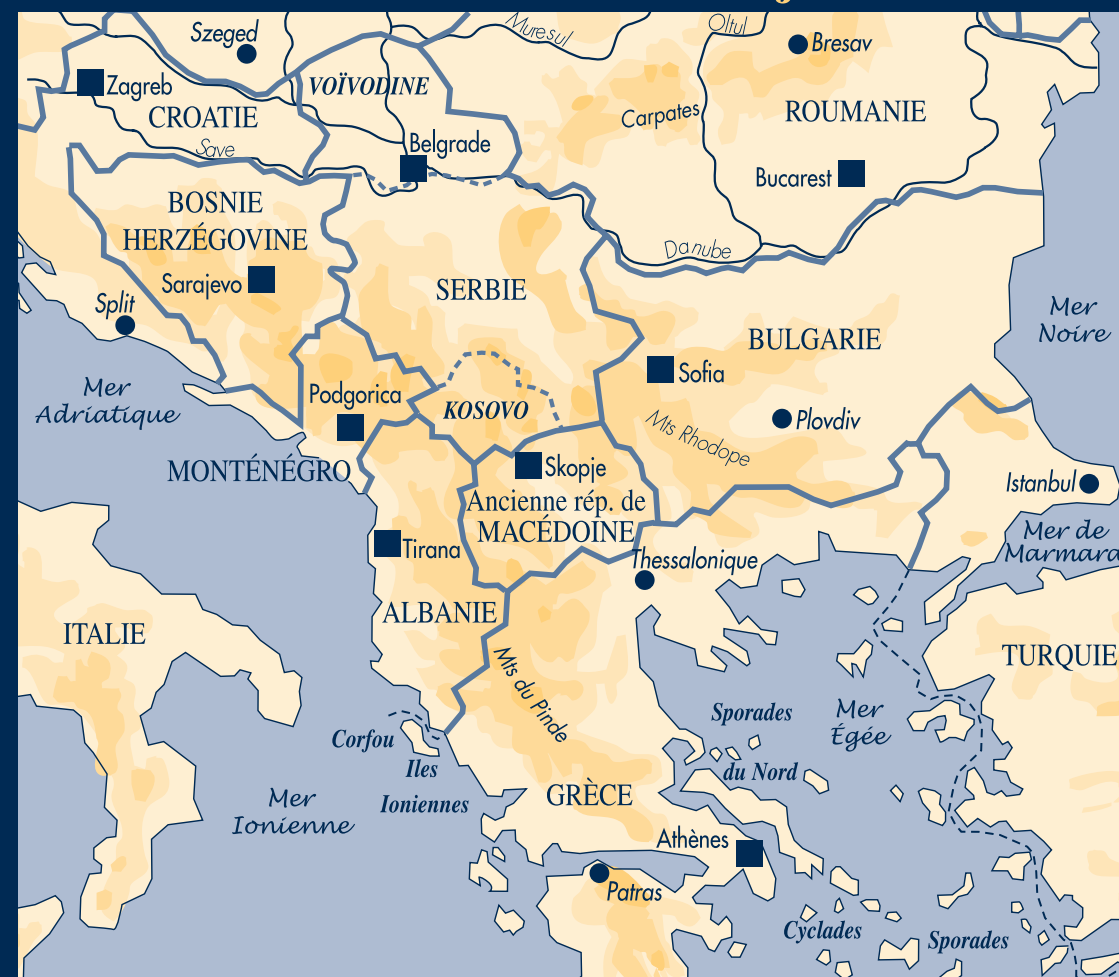 Szeged
Muresul
Oltul
Bresav
Zagreb
VOÏVODINE
Carpates
ROUMANIE
CROATIE
Save
Belgrade
Bucarest
BOSNIE
HERZÉGOVINE
Danube
Sarajevo
SERBIE
Split
Mer
Noire
BULGARIE
Sofia
Mer
Adriatique
Podgorica
KOSOVO
Plovdiv
Mts Rhodope
MONTÉNÉGRO
Skopje
Istanbul
Ancienne rép. de
MACÉDOINE
Mer de
Marmara
Tirana
Thessalonique
ALBANIE
ITALIE
TURQUIE
Mts du Pinde
Sporades
du Nord
Mer
Égée
Corfou
Iles
Ioniennes
Mer
Ionienne
GRÈCE
Athènes
Patras
Cyclades
Sporades